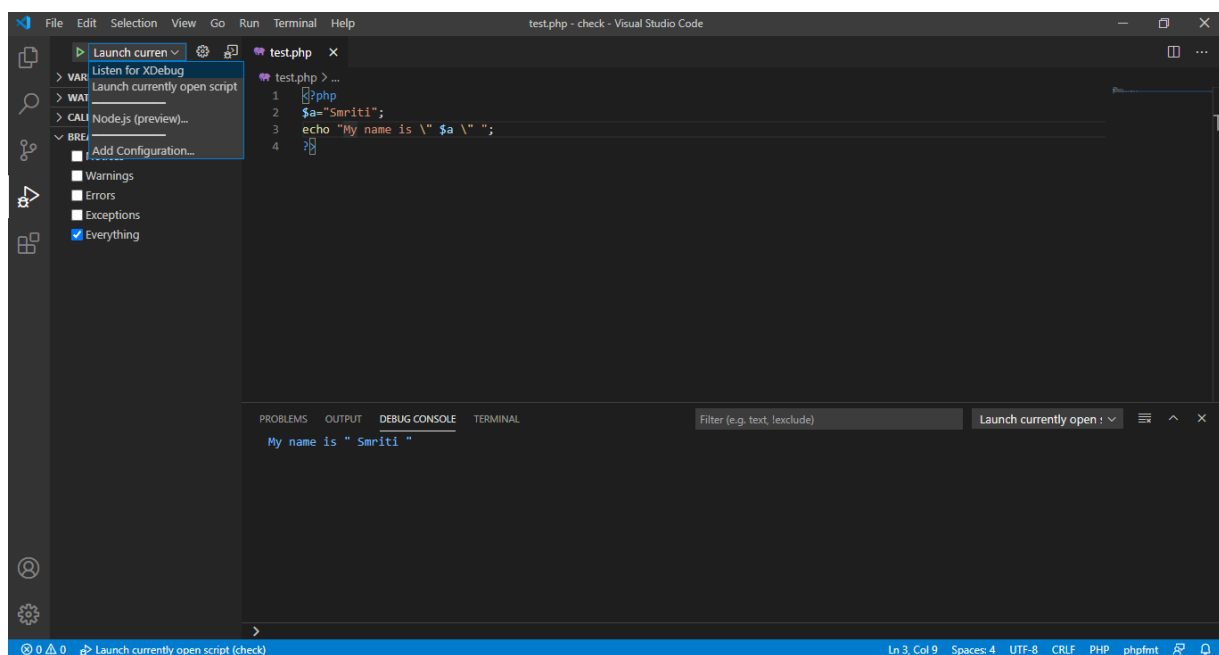 File Edit Selection View Go Run Terminal Help
test.php - check - Visual Studio Code
Launch curren
Listen for XDebug
Launch currently open script
Node.js (preview)...
Add Configuration...
VAR
WAT
CALL
BRE
Warnings
Errors
Exceptions
Everything
test.php
test.php > ...
1 <?php
2 $a="Smriti";
3 echo "My name is \" $a \" ";
4 ?>
PROBLEMS OUTPUT DEBUG CONSOLE TERMINAL
Filter (e.g. text, !exclude)
Launch currently open
My name is " Smriti "
>
0 0 Launch currently open script (check)
Ln 3, Col 9 Spaces: 4 UTF-8 CRLF PHP phpfmt